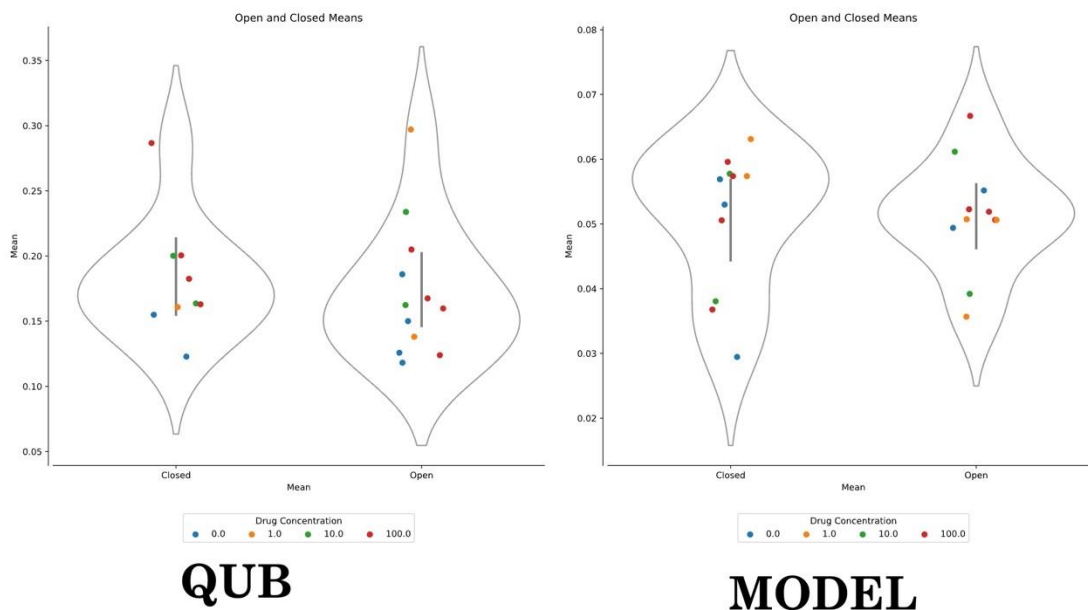 Open and Closed Means
0.35
0.30
0.25
0.20
0.15
0.10
0.05
Mean
Closed
Open
Mean
Drug Concentration
0.0 1.0 10.0 100.0
QUB
Open and Closed Means
0.08
0.07
0.06
0.05
0.04
0.03
0.02
Mean
Closed
Open
Mean
Drug Concentration
0.0 1.0 10.0 100.0
MODEL